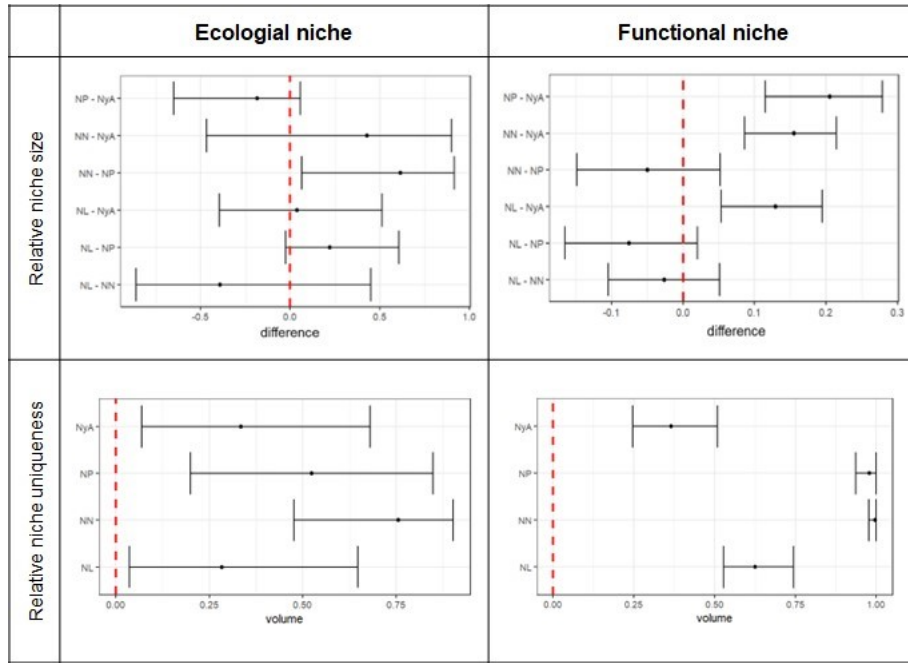 Ecologial niche
Functional niche
Relative niche size
NP - NyA
NN - NyA
NN - NP
NL - NyA
NL - NP
NL - NN
-0.5
0.0
0.5
1.0
difference
NP - NyA
NN - NyA
NN - NP
NL - NyA
NL - NP
NL - NN
-0.1
0.0
0.1
0.2
0.3
difference
Relative niche uniqueness
NyA
NP
NN
NL
0.00
0.25
0.50
0.75
volume
NyA
NP
NN
NL
0.00
0.25
0.50
0.75
1.00
volume